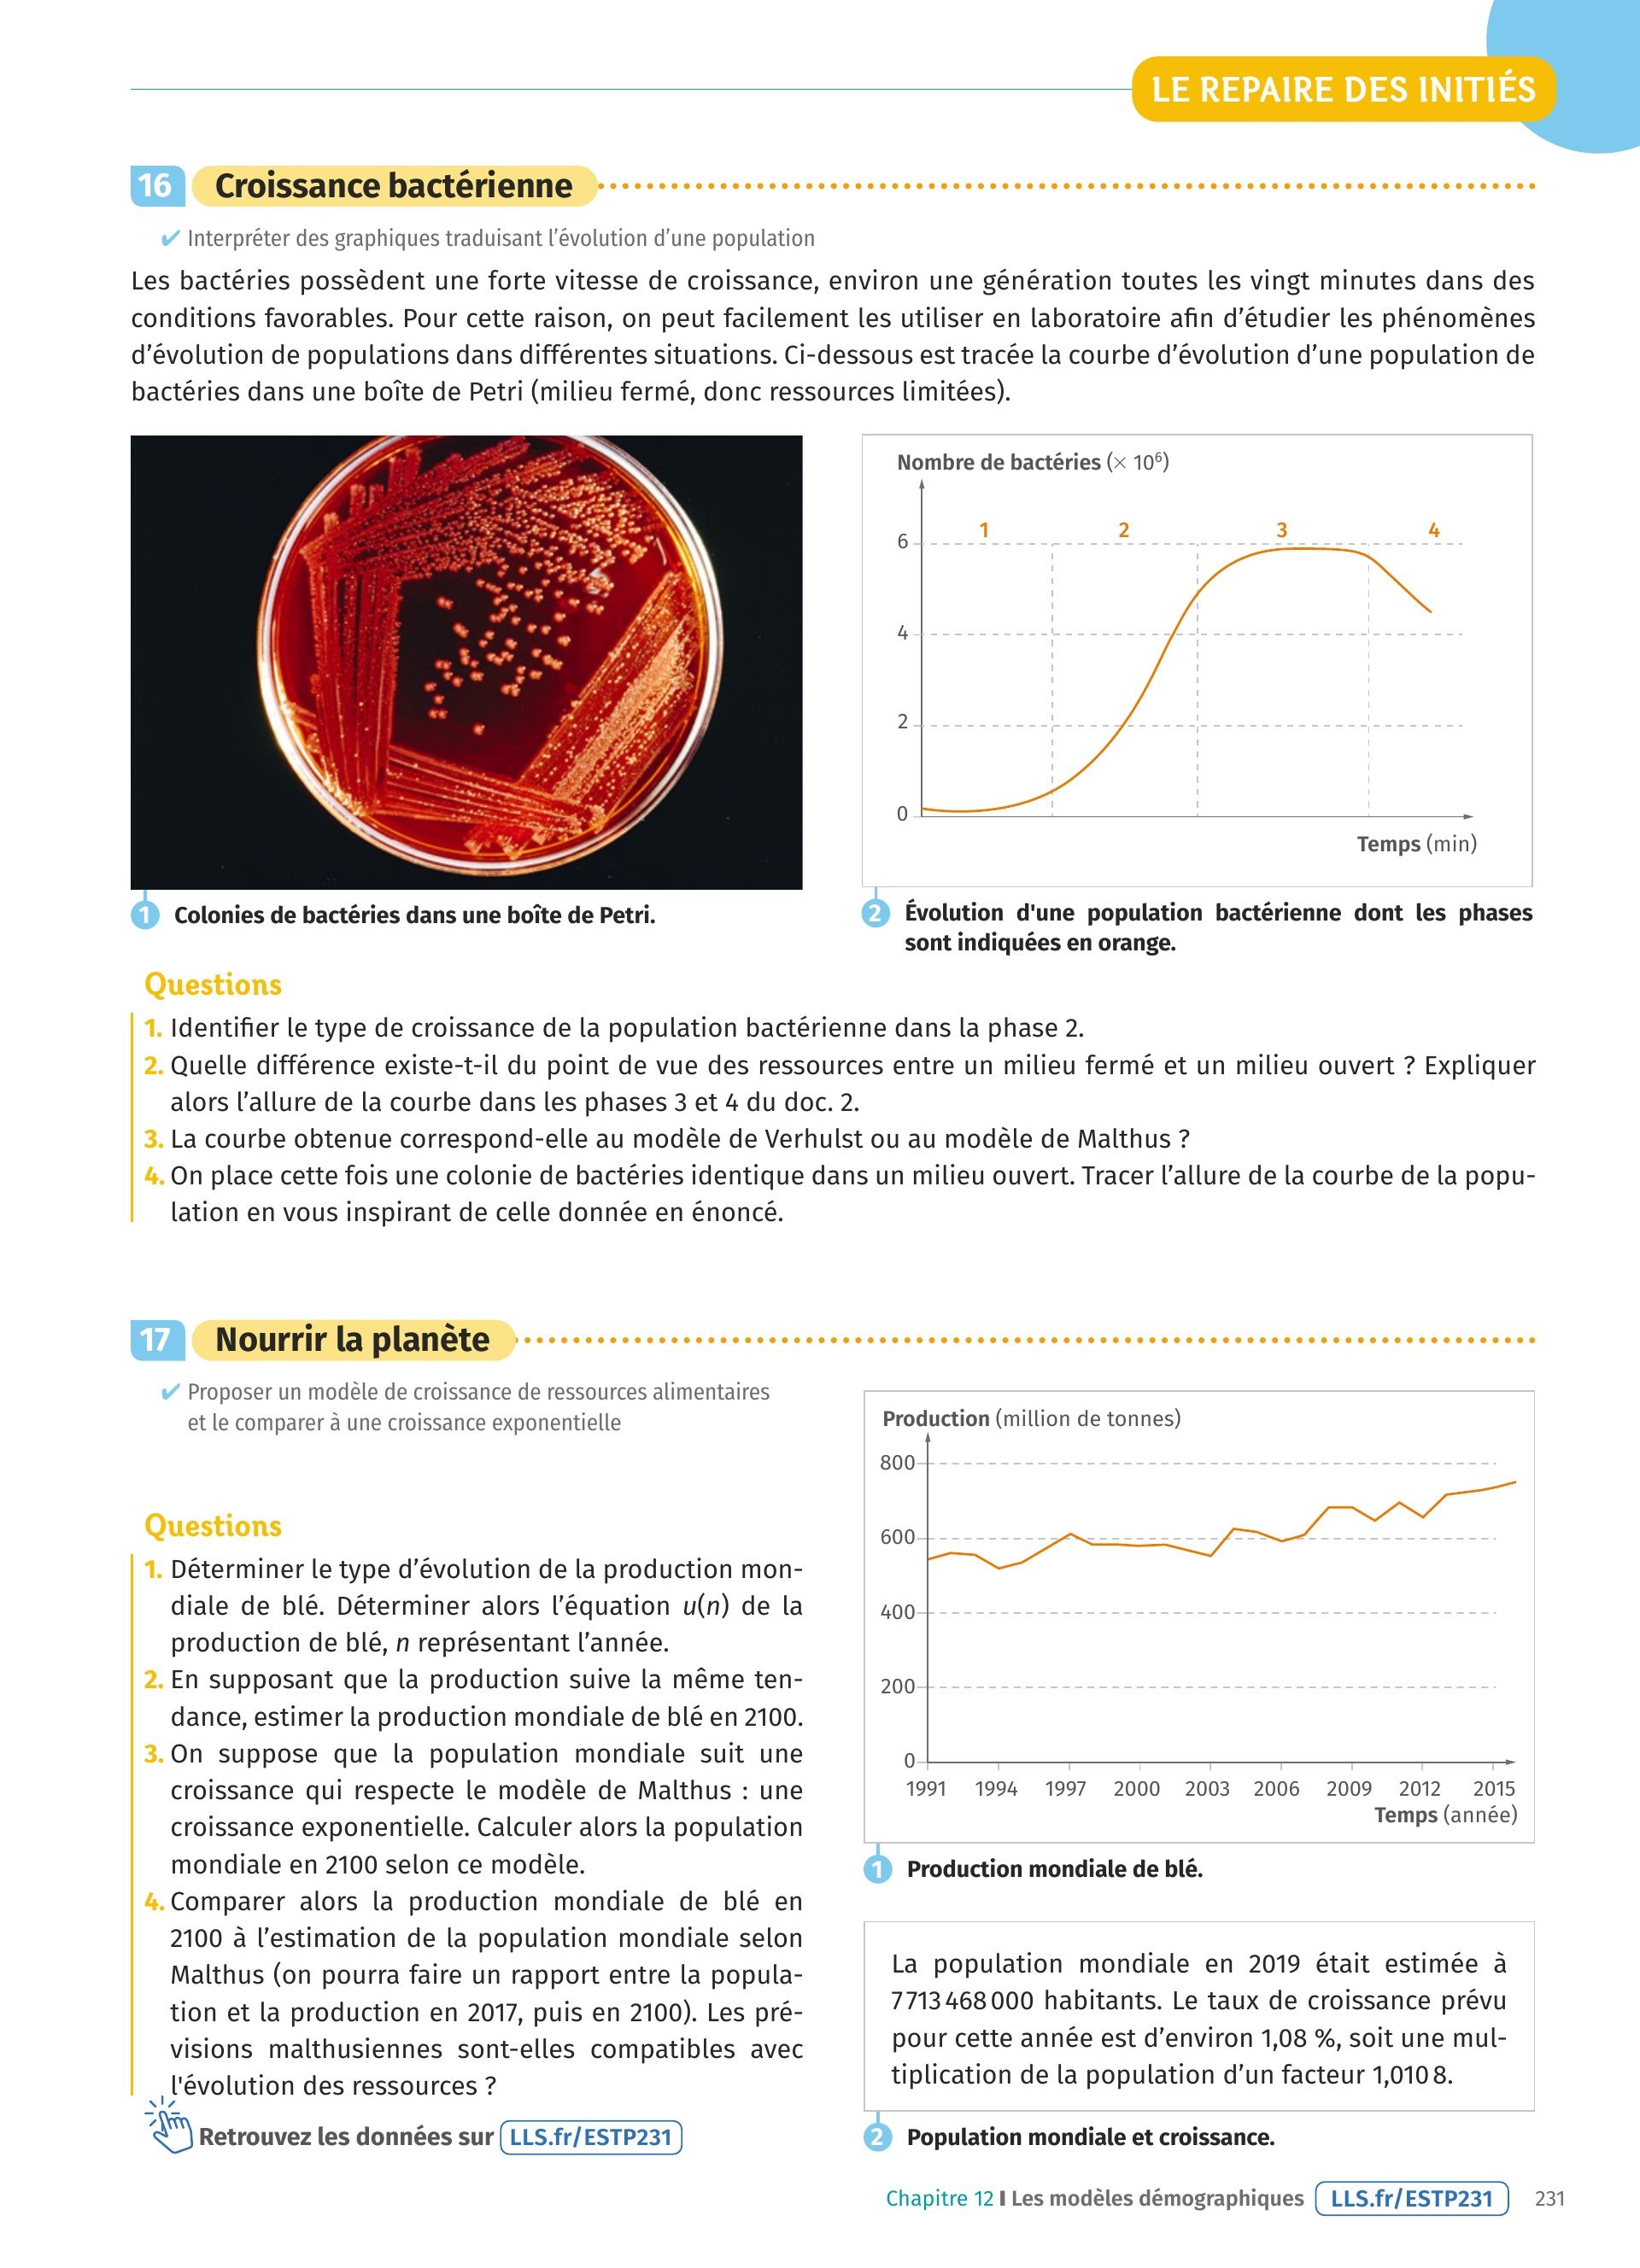 LE REPAIRE DES INITIÉS
16 Croissance bactérienne
✔ Interpréter des graphiques traduisant l’évolution d’une population
Les bactéries possèdent une forte vitesse de croissance, environ une génération toutes les vingt minutes dans des
conditions favorables. Pour cette raison, on peut facilement les utiliser en laboratoire afin d’étudier les phénomènes
d’évolution de populations dans différentes situations. Ci-dessous est tracée la courbe d’évolution d’une population de
bactéries dans une boîte de Petri (milieu fermé, donc ressources limitées).
Nombre de bactéries (× 10⁶)
1 2 3 4
6
4
2
0
Temps (min)
1 Colonies de bactéries dans une boîte de Petri.
2 Évolution d'une population bactérienne dont les phases
sont indiquées en orange.
Questions
1. Identifier le type de croissance de la population bactérienne dans la phase 2.
2. Quelle différence existe-t-il du point de vue des ressources entre un milieu fermé et un milieu ouvert ? Expliquer
alors l’allure de la courbe dans les phases 3 et 4 du doc. 2.
3. La courbe obtenue correspond-elle au modèle de Verhulst ou au modèle de Malthus ?
4. On place cette fois une colonie de bactéries identique dans un milieu ouvert. Tracer l’allure de la courbe de la popu-
lation en vous inspirant de celle donnée en énoncé.
17 Nourrir la planète
✔ Proposer un modèle de croissance de ressources alimentaires
et le comparer à une croissance exponentielle
Questions
1. Déterminer le type d’évolution de la production mon-
diale de blé. Déterminer alors l’équation u(n) de la
production de blé, n représentant l’année.
2. En supposant que la production suive la même ten-
dance, estimer la production mondiale de blé en 2100.
3. On suppose que la population mondiale suit une
croissance qui respecte le modèle de Malthus : une
croissance exponentielle. Calculer alors la population
mondiale en 2100 selon ce modèle.
4. Comparer alors la production mondiale de blé en
2100 à l’estimation de la population mondiale selon
Malthus (on pourra faire un rapport entre la popula-
tion et la production en 2017, puis en 2100). Les pré-
visions malthusiennes sont-elles compatibles avec
l'évolution des ressources ?
Retrouvez les données sur LLS.fr/ESTP231
Production (million de tonnes)
800
600
400
200
0
1991 1994 1997 2000 2003 2006 2009 2012 2015
Temps (année)
1 Production mondiale de blé.
La population mondiale en 2019 était estimée à
7 713 468 000 habitants. Le taux de croissance prévu
pour cette année est d’environ 1,08 %, soit une mul-
tiplication de la population d’un facteur 1,010 8.
2 Population mondiale et croissance.
Chapitre 12 I Les modèles démographiques LLS.fr/ESTP231 231